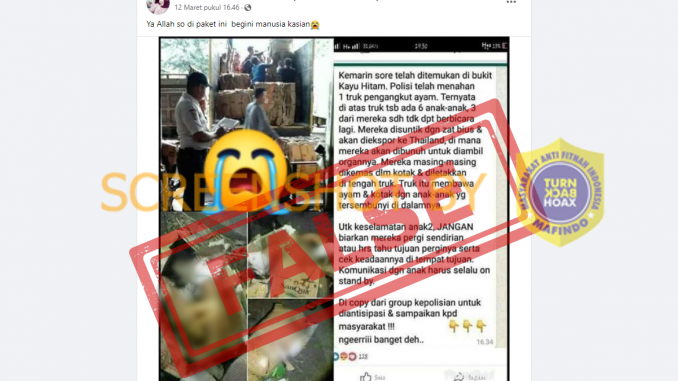 12 Maret pukul 16.46
Ya Allah so di paket ini begini manusia kasian
19:30
Kemarin sore telah ditemukan di bukit
Kayu Hitam. Polisi telah menahan
1 truk pengangkut ayam. Ternyata
di atas truk tsb ada 6 anak-anak, 3
dari mereka sdh tdk dpt berbicara
lagi. Mereka disuntik dgn zat bius &
akan diekspor ke Thailand, di mana
mereka akan dibunuh untuk diambil
organnya. Mereka masing-masing
dikemas dlm kotak & diletakkan
di tengah truk. Truk itu membawa
ayam & kotak dgn anak-anak yg
tersembunyi di dalamnya.
Utk keselamatan anak2, JANGAN
biarkan mereka pergi sendirian
atau hrs tahu tujuan perginya serta
cek keadaannya di tempat tujuan.
Komunikasi dgn anak harus selalu on
stand by.
Di copy dari group kepolisian untuk
diantisipasi & sampaikan kpd
masyarakat !!!
ngeerriii banget deh..
16.34
128
Suka
FALSE
SCREENSHOT BY
MASYARAKAT ANTI FITNAH INDONESIA
TURN
BACK
HOAX
MAFINDO